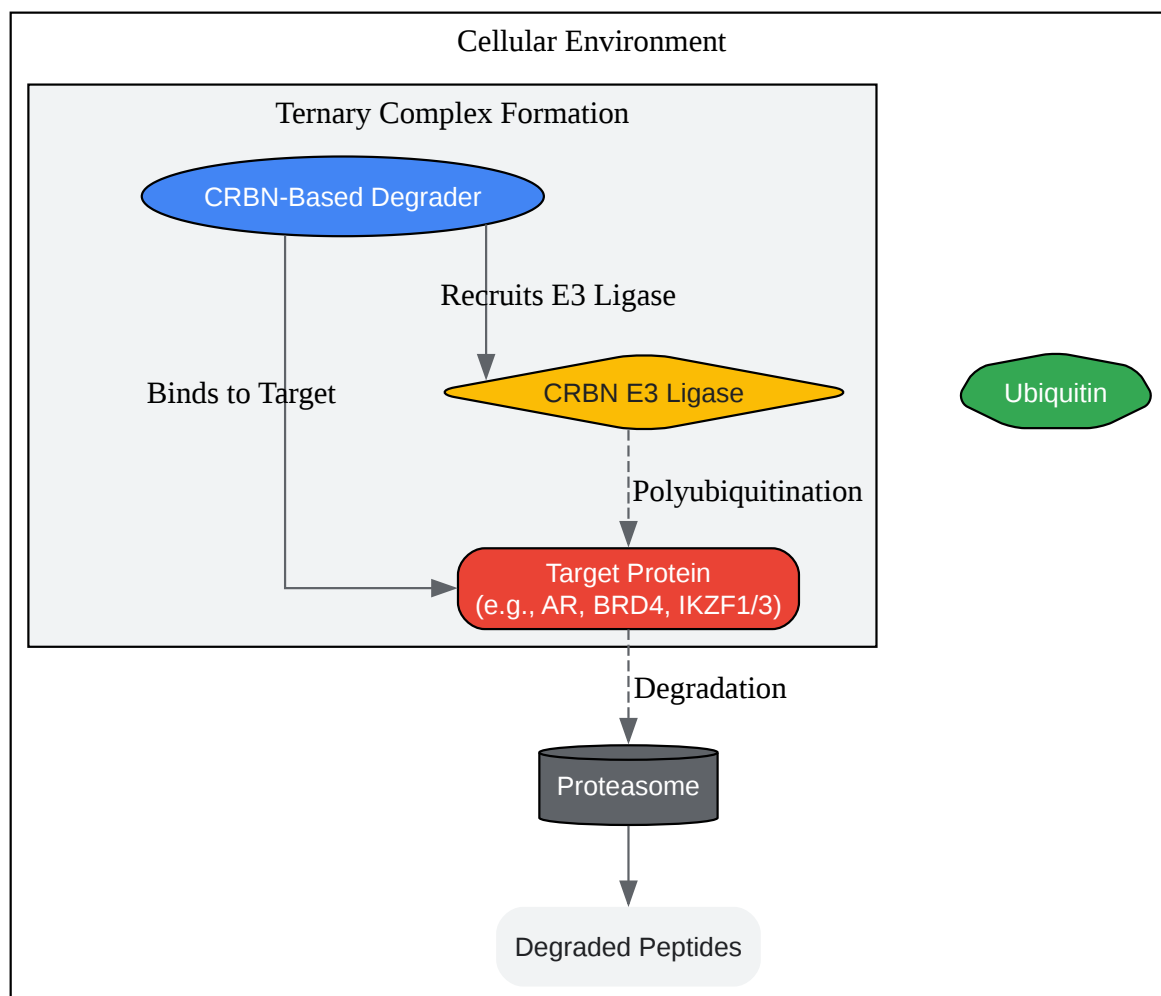 Cellular Environment
Ternary Complex Formation
CRBN-Based Degrader
Recruits E3 Ligase
Binds to Target
CRBN E3 Ligase
Ubiquitin
Polyubiquitination
Target Protein
(e.g., AR, BRD4, IKZF1/3)
Degradation
Proteasome
Degraded Peptides